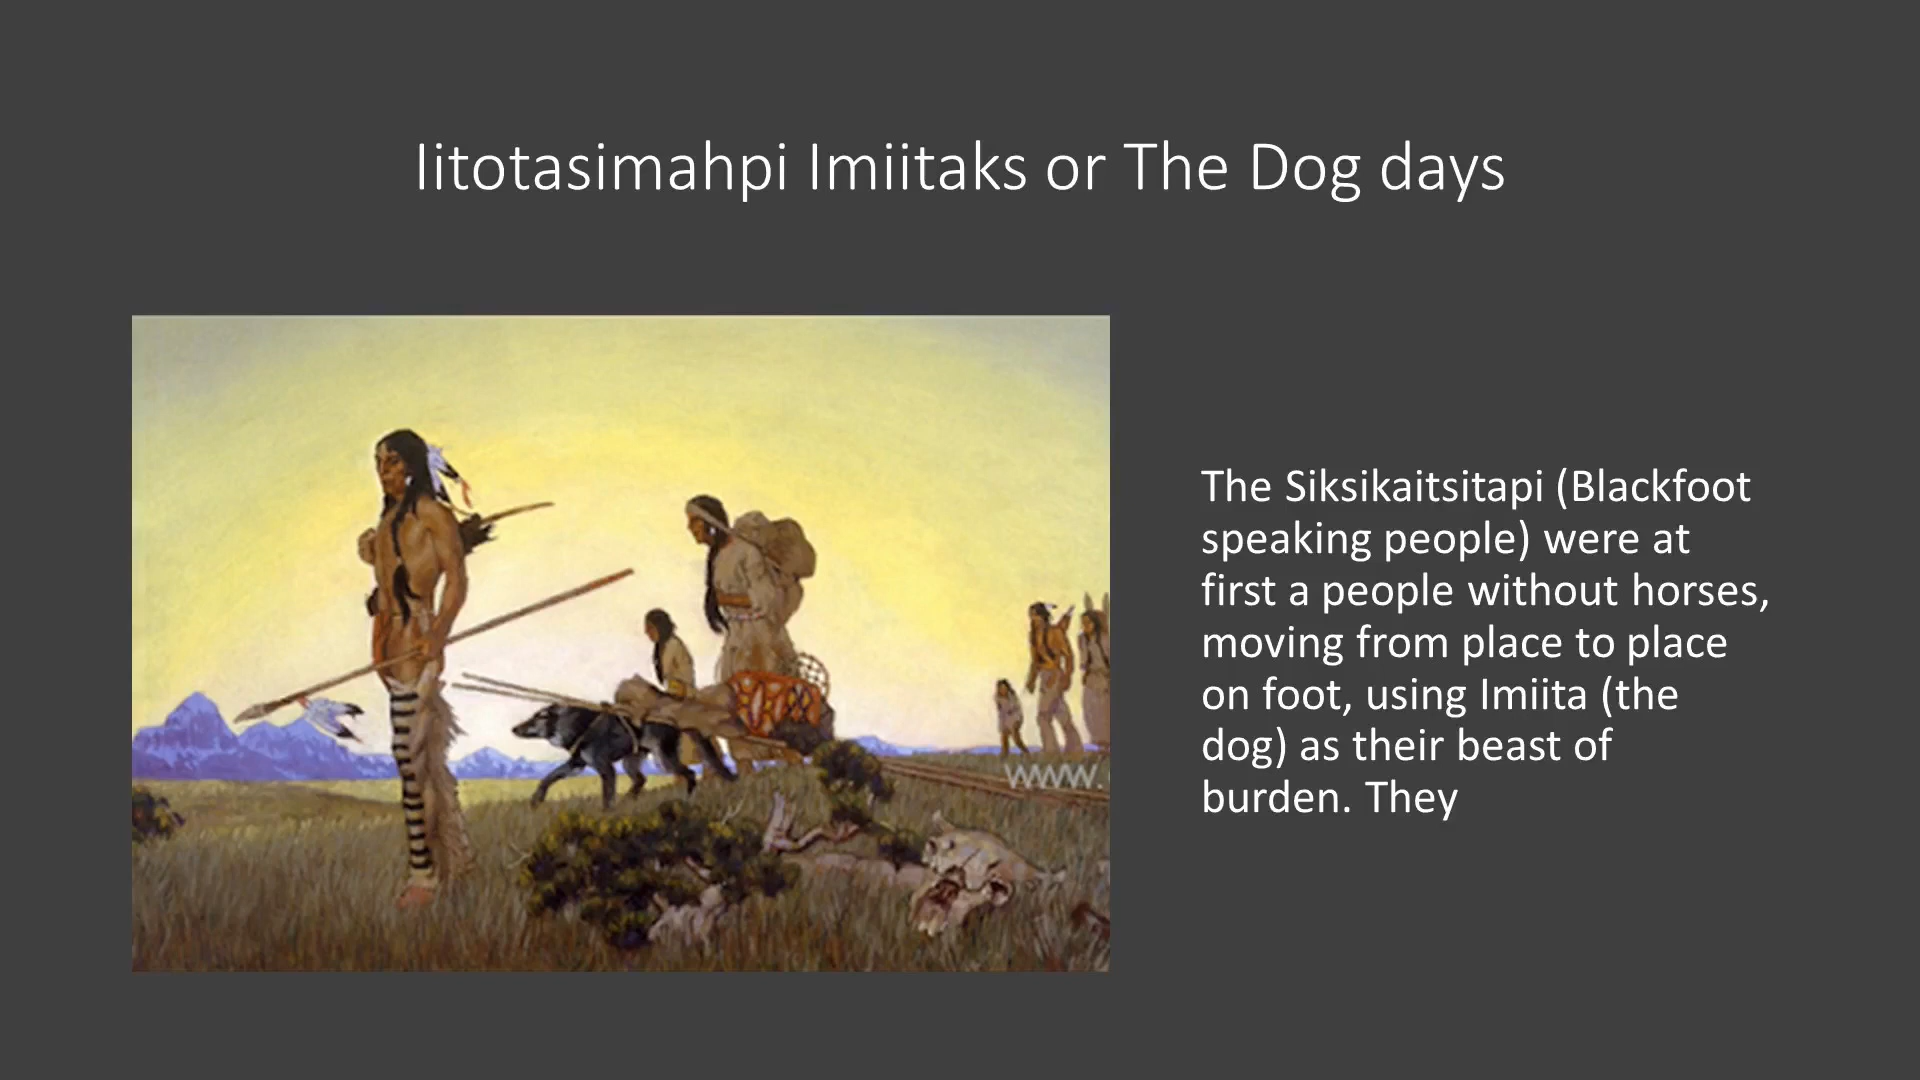 Iitotasimahpi Imiitaks or The Dog days
The Siksikaitsitapi (Blackfoot
speaking people) were at
first a people without horses,
moving from place to place
on foot, using Imiita (the
dog) as their beast of
burden. They
www.